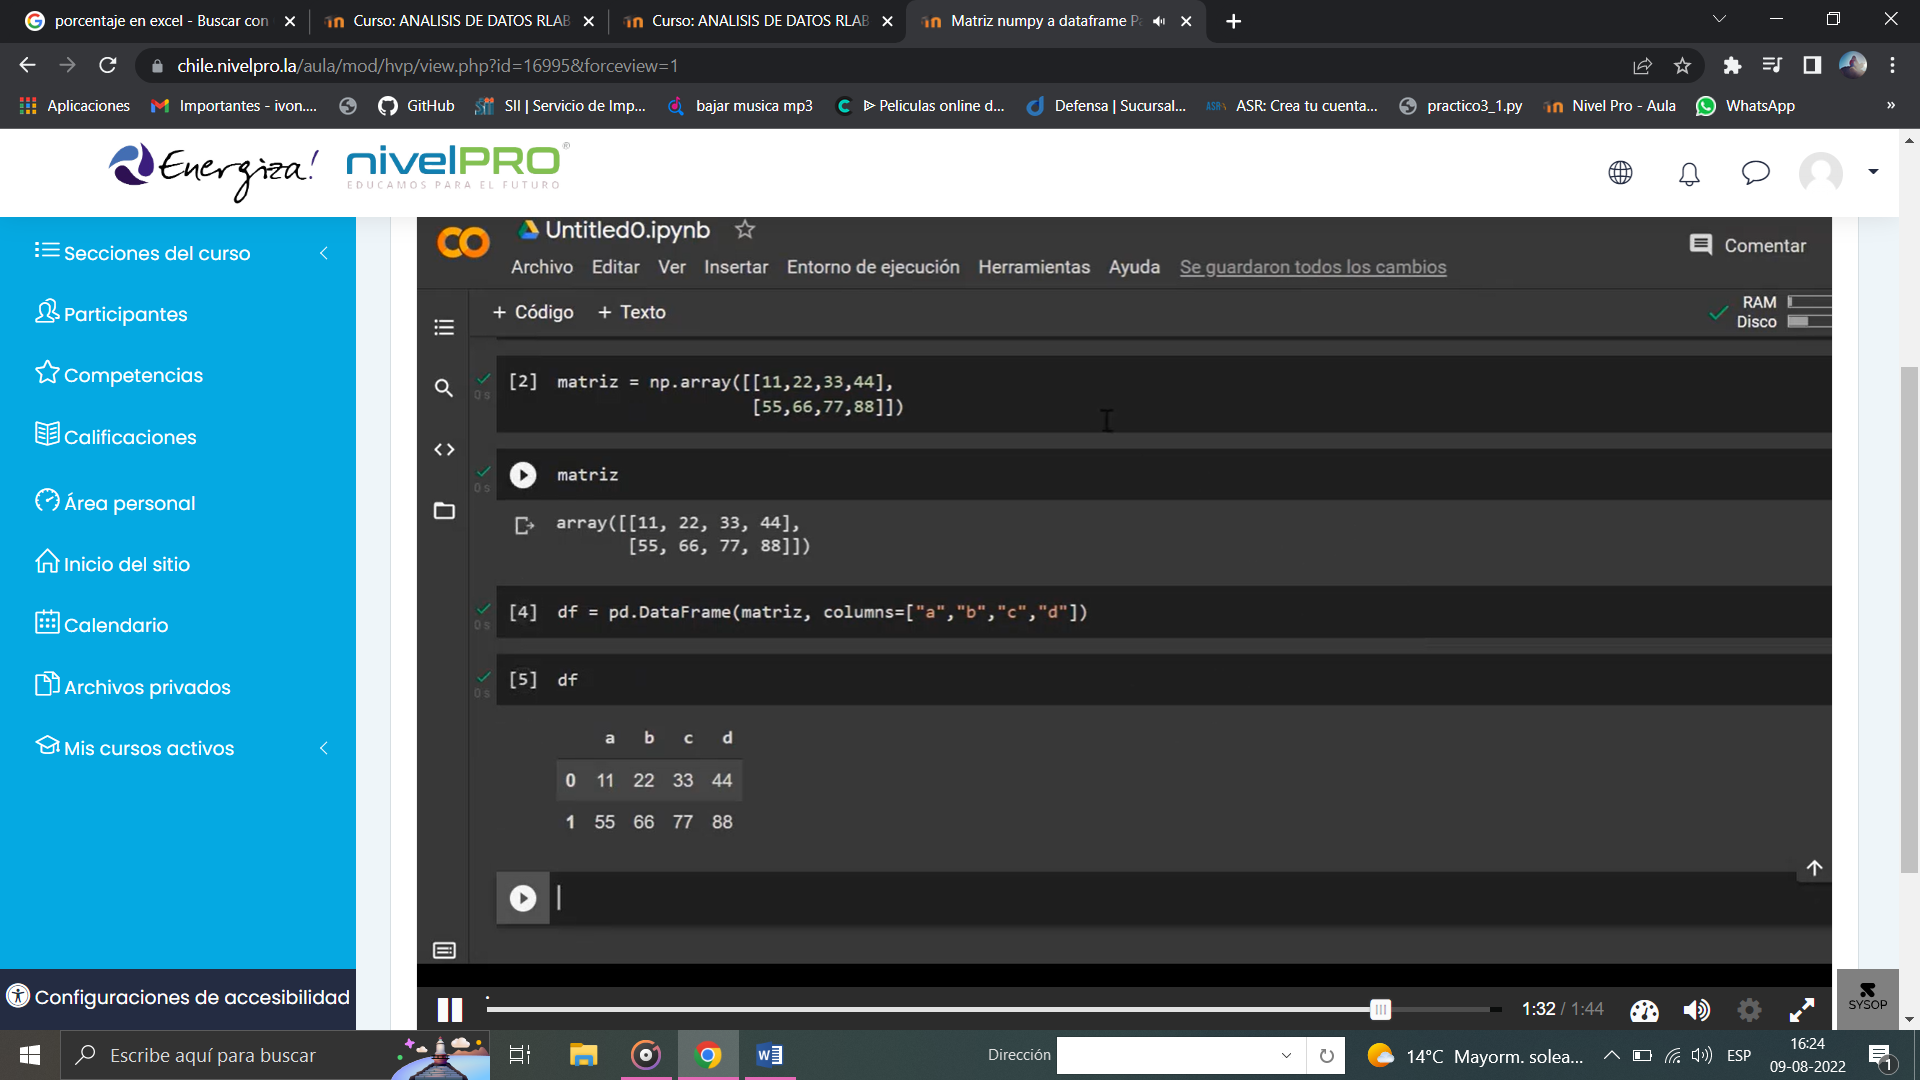 porcentaje en excel - Buscar con
Curso: ANALISIS DE DATOS RLAB
Curso: ANALISIS DE DATOS RLAB
Matriz numpy a dataframe P
chile.nivelpro.la/aula/mod/hvp/view.php?id=16995&forceview=1
Aplicaciones
Importantes - ivon....
GitHub
SII | Servicio de Imp...
bajar musica mp3
Peliculas online d...
Defensa | Sucursal...
ASR: Crea tu cuenta...
practico3_1.py
Nivel Pro - Aula
WhatsApp
»
Energiza!
nivelPRO®
EDUCAMOS PARA EL FUTURO
Secciones del curso
Participantes
Competencias
Calificaciones
Área personal
Inicio del sitio
Calendario
Archivos privados
Mis cursos activos
Configuraciones de accesibilidad
Untitled0.ipynb
Comentar
Archivo Editar Ver Insertar Entorno de ejecución Herramientas Ayuda Se guardaron todos los cambios
+ Código + Texto
RAM
Disco
[2] matriz = np.array([[11,22,33,44],
[55,66,77,88]])
0 s
matriz
0 s
array([[11, 22, 33, 44],
[55, 66, 77, 88]])
[4] df = pd.DataFrame(matriz, columns=["a","b","c","d"])
0 s
[5] df
0 s
a b c d
0 11 22 33 44
1 55 66 77 88
1:32 / 1:44
SYSOP
Escribe aquí para buscar
Dirección
14°C Mayorm. solea...
ESP
16:24
09-08-2022
1